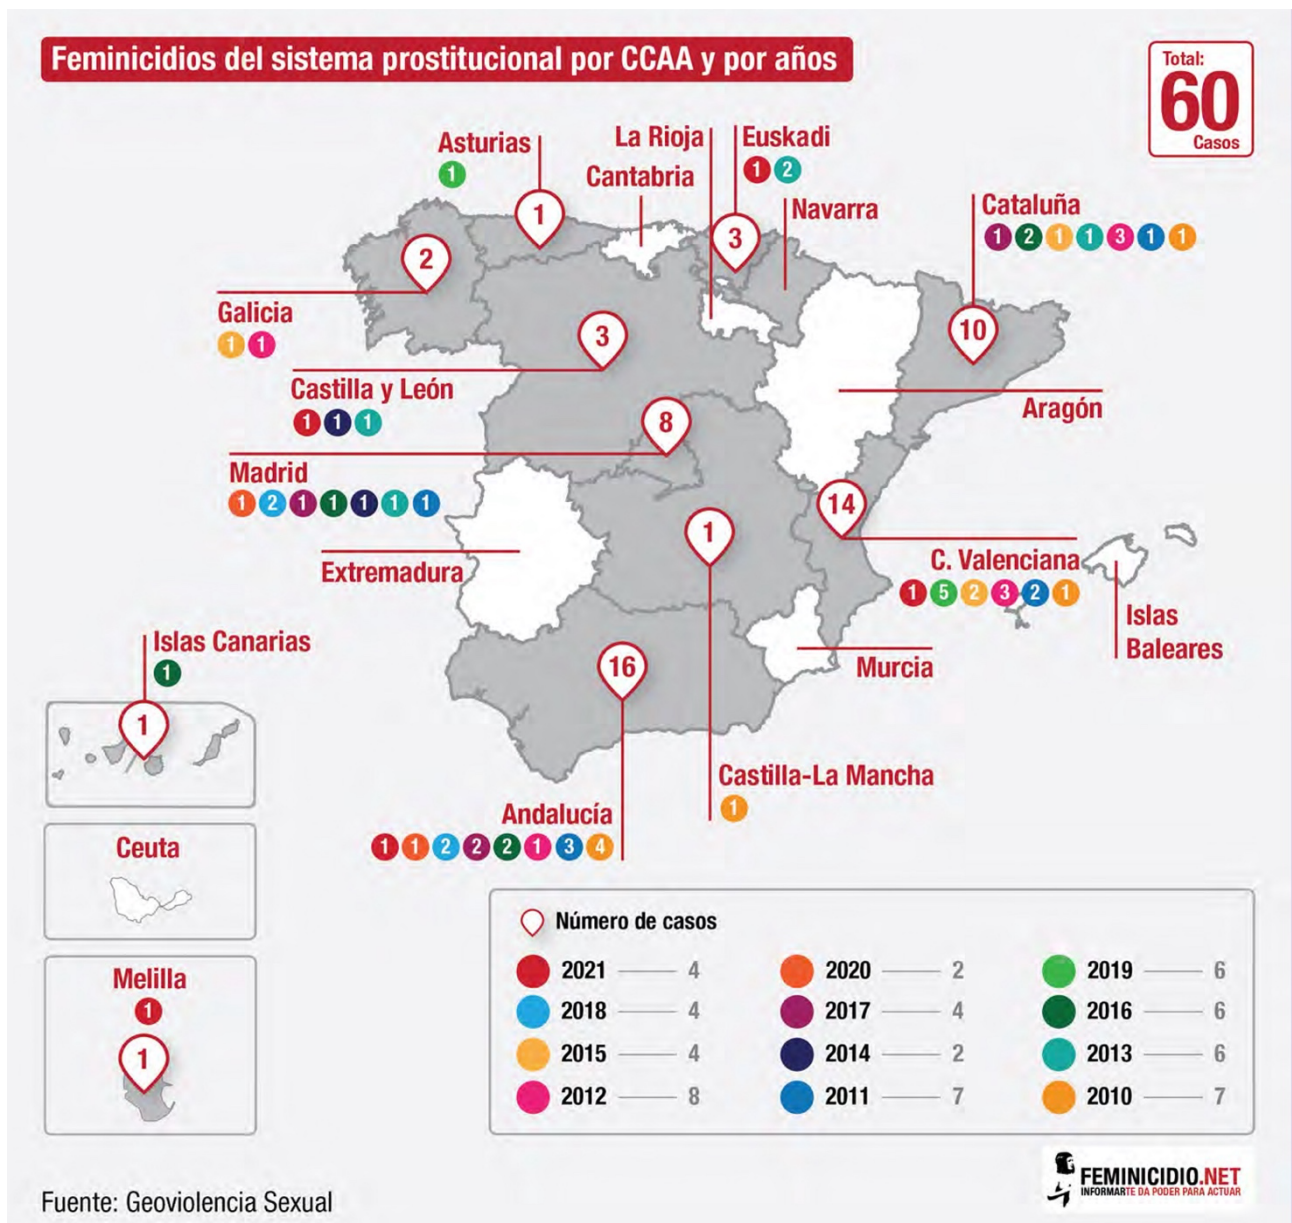 Feminicidios del sistema prostitucional por CCAA y por años
Total:
60
Casos
Asturias
1
1
La Rioja
Cantabria
Euskadi
1 2
3
Navarra
Cataluña
1 2 1 1 3 1 1
10
2
Galicia
1 1
3
Castilla y León
1 1 1
Aragón
8
Madrid
1 2 1 1 1 1 1
14
C. Valenciana
1 5 2 3 2 1
1
Extremadura
Islas
Baleares
Islas Canarias
1
1
16
Murcia
Castilla-La Mancha
1
Andalucía
1 1 2 2 2 1 3 4
Ceuta
Melilla
1
1
Número de casos
2021 4
2020 2
2019 6
2018 4
2017 4
2016 6
2015 4
2014 2
2013 6
2012 8
2011 7
2010 7
FEMINICIDIO.NET
INFORMARTE DA PODER PARA ACTUAR
Fuente: Geoviolencia Sexual